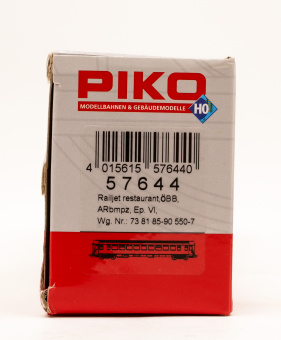 PIKO
MODELLBAHNEN & GEBÄUDEMODELLE
H0
4 015615 576440
57644
Railjet restaurant,ÖBB,
ARbmpz, Ep. VI,
Wg. Nr.: 73 81 85-90 550-7